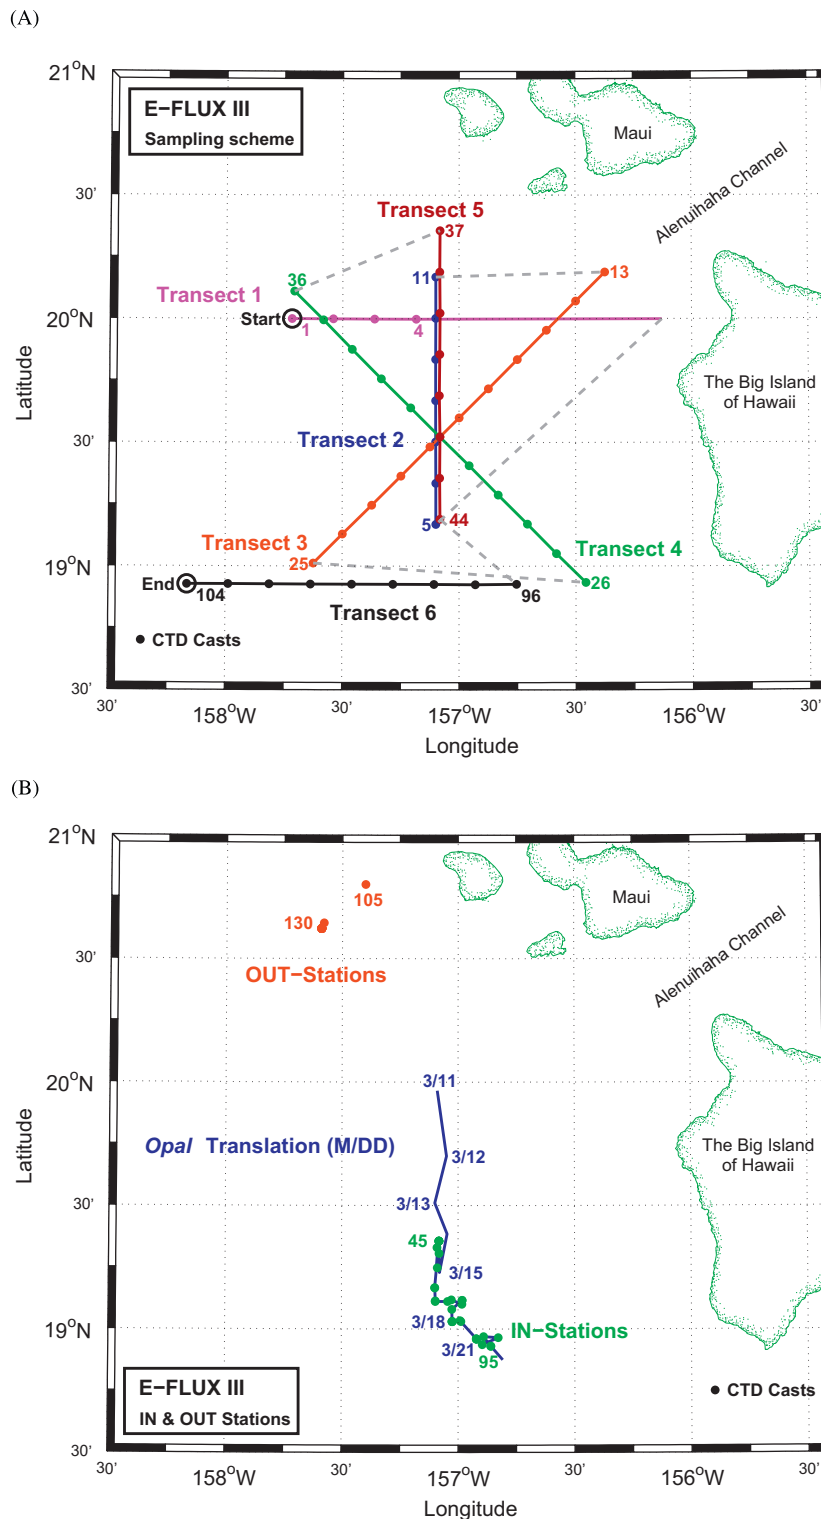 (A)
21°N
E−FLUX III
Sampling scheme
Maui
Alenuihaha Channel
30'
Transect 5
37
36
11
13
Transect 1
20°N
Start
1
4
The Big Island
of Hawaii
Latitude
Transect 2
30'
5
44
Transect 3
Transect 4
25
19°N
26
End
104
96
Transect 6
CTD Casts
30'
30'
158°W
30'
157°W
30'
156°W
30'
Longitude
(B)
21°N
Maui
105
130
30'
OUT−Stations
Alenuihaha Channel
20°N
3/11
Latitude
Opal Translation (M/DD)
3/12
The Big Island
of Hawaii
30'
3/13
45
3/15
19°N
3/18
IN−Stations
3/21
95
E−FLUX III
IN & OUT Stations
CTD Casts
30'
30'
158°W
30'
157°W
30'
156°W
30'
Longitude